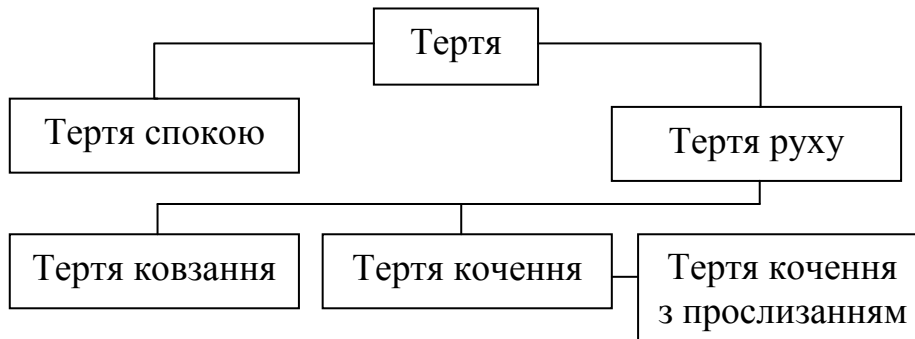 Тертя
Тертя спокою
Тертя руху
Тертя ковзання
Тертя кочення
Тертя кочення
з прослизанням